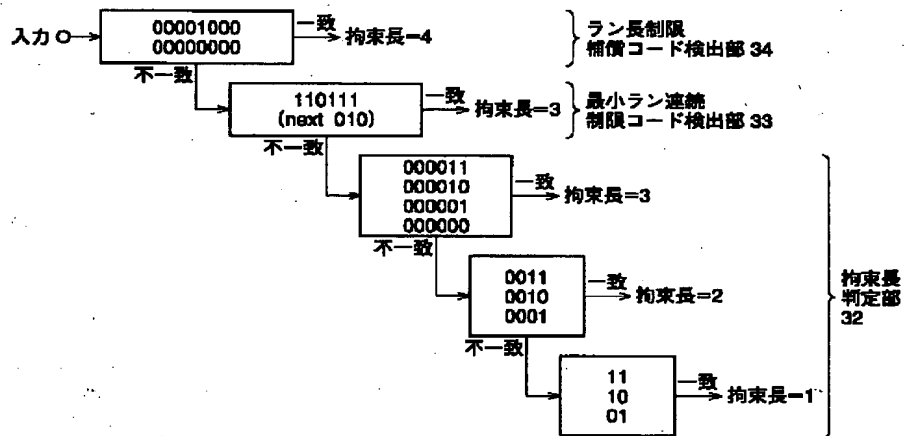 入力
00001000
00000000
一致
拘束長=4
ラン長制限
補償コード検出部 34
不一致
110111
(next 010)
一致
拘束長=3
最小ラン連続
制限コード検出部 33
不一致
000011
000010
000001
000000
一致
拘束長=3
不一致
0011
0010
0001
一致
拘束長=2
拘束長
判定部
32
不一致
11
10
01
一致
拘束長=1